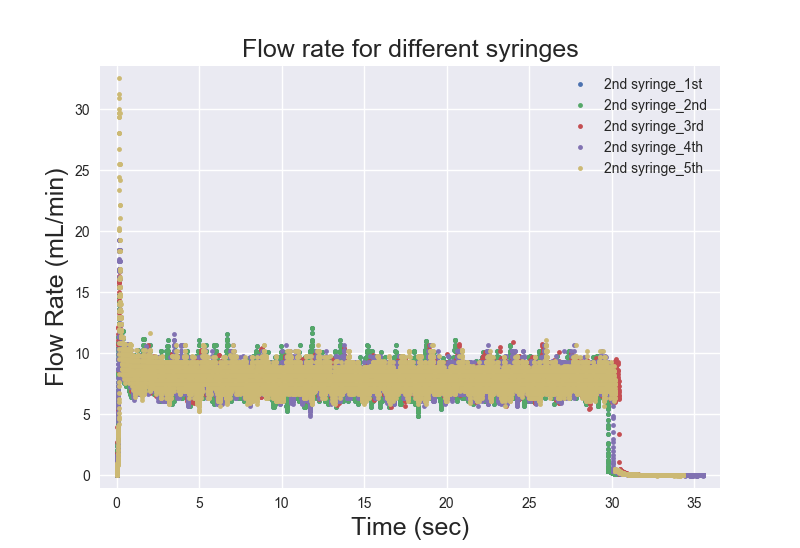 Flow rate for different syringes
2nd syringe_1st
2nd syringe_2nd
2nd syringe_3rd
2nd syringe_4th
2nd syringe_5th
Flow Rate (mL/min)
30
25
20
15
10
5
0
0 5 10 15 20 25 30 35
Time (sec)